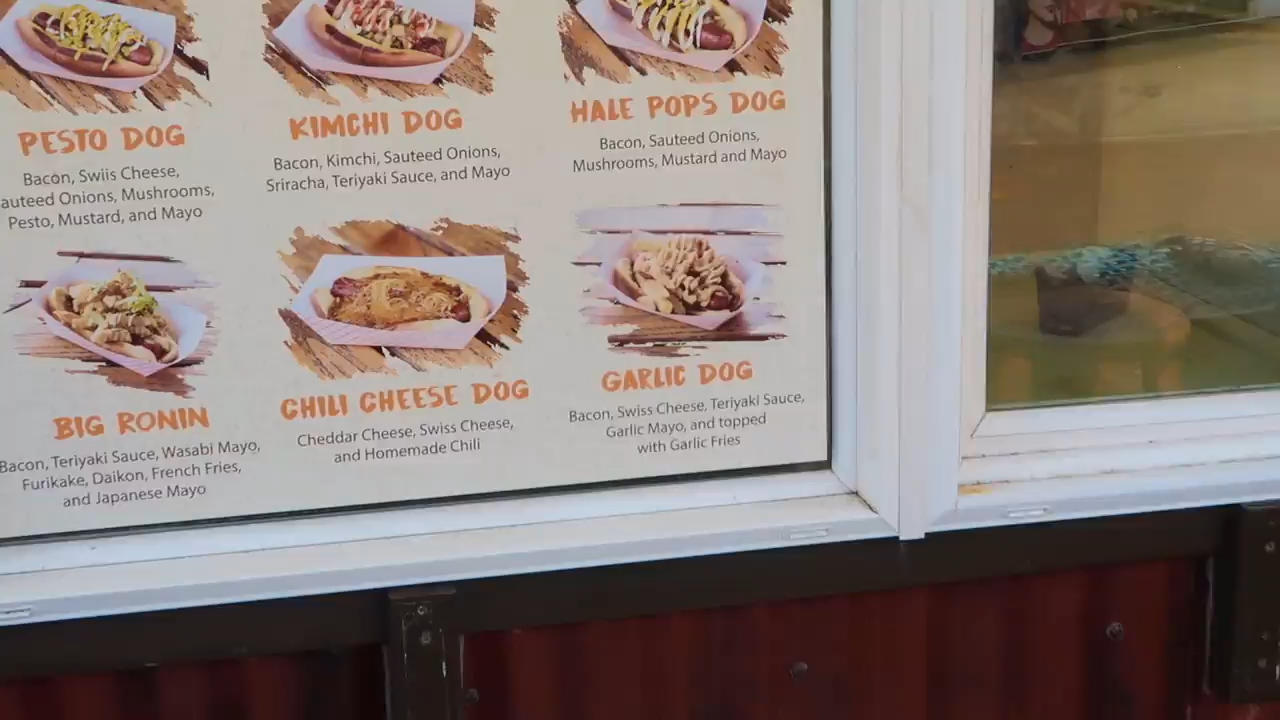 PESTO DOG
Bacon, Swiis Cheese,
auteed Onions, Mushrooms,
Pesto, Mustard, and Mayo
KIMCHI DOG
Bacon, Kimchi, Sauteed Onions,
Sriracha, Teriyaki Sauce, and Mayo
HALE POPS DOG
Bacon, Sauteed Onions,
Mushrooms, Mustard and Mayo
BIG RONIN
Bacon, Teriyaki Sauce, Wasabi Mayo,
Furikake, Daikon, French Fries,
and Japanese Mayo
CHILI CHEESE DOG
Cheddar Cheese, Swiss Cheese,
and Homemade Chili
GARLIC DOG
Bacon, Swiss Cheese, Teriyaki Sauce,
Garlic Mayo, and topped
with Garlic Fries